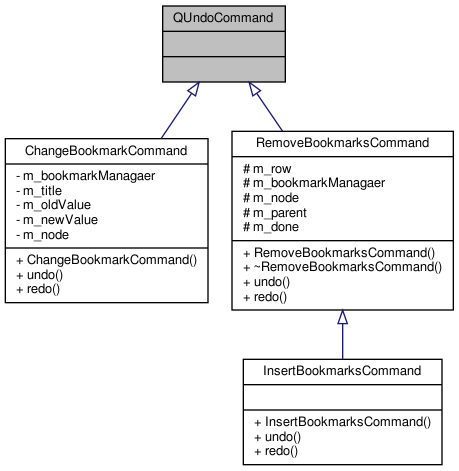 QUndoCommand
ChangeBookmarkCommand
- m_bookmarkManagaer
- m_title
- m_oldValue
- m_newValue
- m_node
+ ChangeBookmarkCommand()
+ undo()
+ redo()
RemoveBookmarksCommand
# m_row
# m_bookmarkManagaer
# m_node
# m_parent
# m_done
+ RemoveBookmarksCommand()
+ ~RemoveBookmarksCommand()
+ undo()
+ redo()
InsertBookmarksCommand
+ InsertBookmarksCommand()
+ undo()
+ redo()